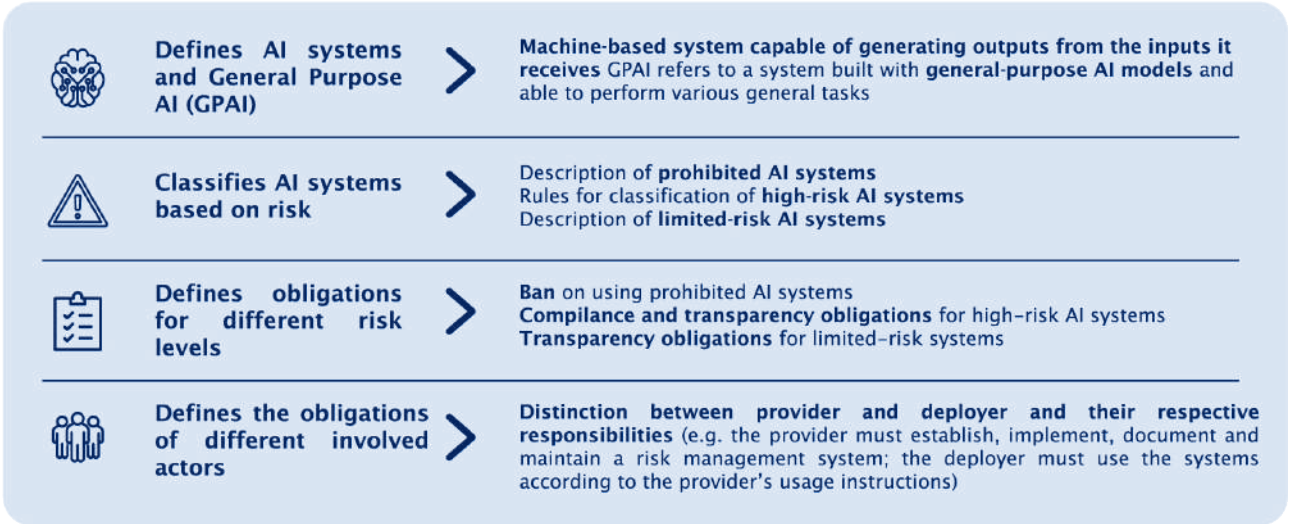 Defines AI systems
and General Purpose
AI (GPAI)
Machine-based system capable of generating outputs from the inputs it
receives GPAI refers to a system built with general-purpose AI models and
able to perform various general tasks
Classifies AI systems
based on risk
Description of prohibited AI systems
Rules for classification of high-risk AI systems
Description of limited-risk AI systems
Defines obligations
for different risk
levels
Ban on using prohibited AI systems
Compilance and transparency obligations for high-risk AI systems
Transparency obligations for limited-risk systems
Defines the obligations
of different involved
actors
Distinction between provider and deployer and their respective
responsibilities (e.g. the provider must establish, implement, document and
maintain a risk management system; the deployer must use the systems
according to the provider's usage instructions)